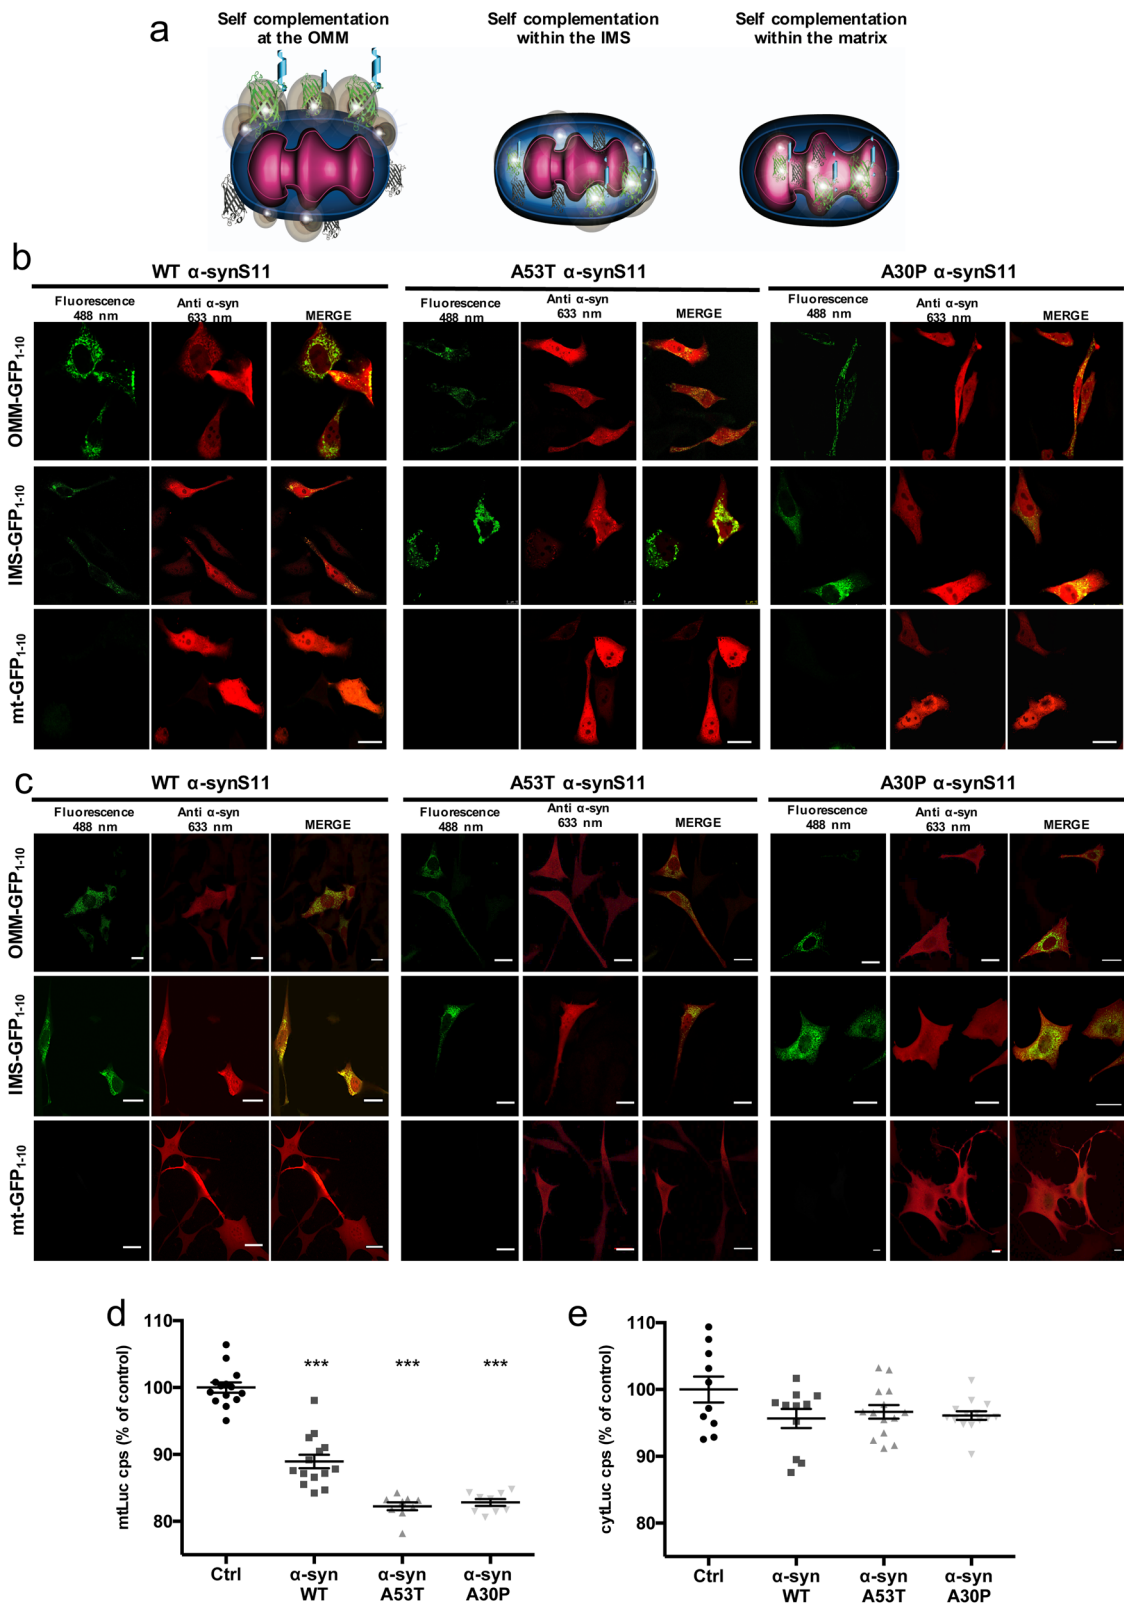 a
Self complementation
at the OMM
Self complementation
within the IMS
Self complementation
within the matrix
b
WT α-synS11
A53T α-synS11
A30P α-synS11
Fluorescence
488 nm
Anti α-syn
633 nm
MERGE
Fluorescence
488 nm
Anti α-syn
633 nm
MERGE
Fluorescence
488 nm
Anti α-syn
633 nm
MERGE
OMM-GFP1-10
IMS-GFP1-10
mt-GFP1-10
c
WT α-synS11
A53T α-synS11
A30P α-synS11
Fluorescence
488 nm
Anti α-syn
633 nm
MERGE
Fluorescence
488 nm
Anti α-syn
633 nm
MERGE
Fluorescence
488 nm
Anti α-syn
633 nm
MERGE
OMM-GFP1-10
IMS-GFP1-10
mt-GFP1-10
d
mtLuc cps (% of control)
110
100
90
80
*** *** ***
Ctrl
α-syn
WT
α-syn
A53T
α-syn
A30P
e
cytLuc cps (% of control)
110
100
90
80
Ctrl
α-syn
WT
α-syn
A53T
α-syn
A30P